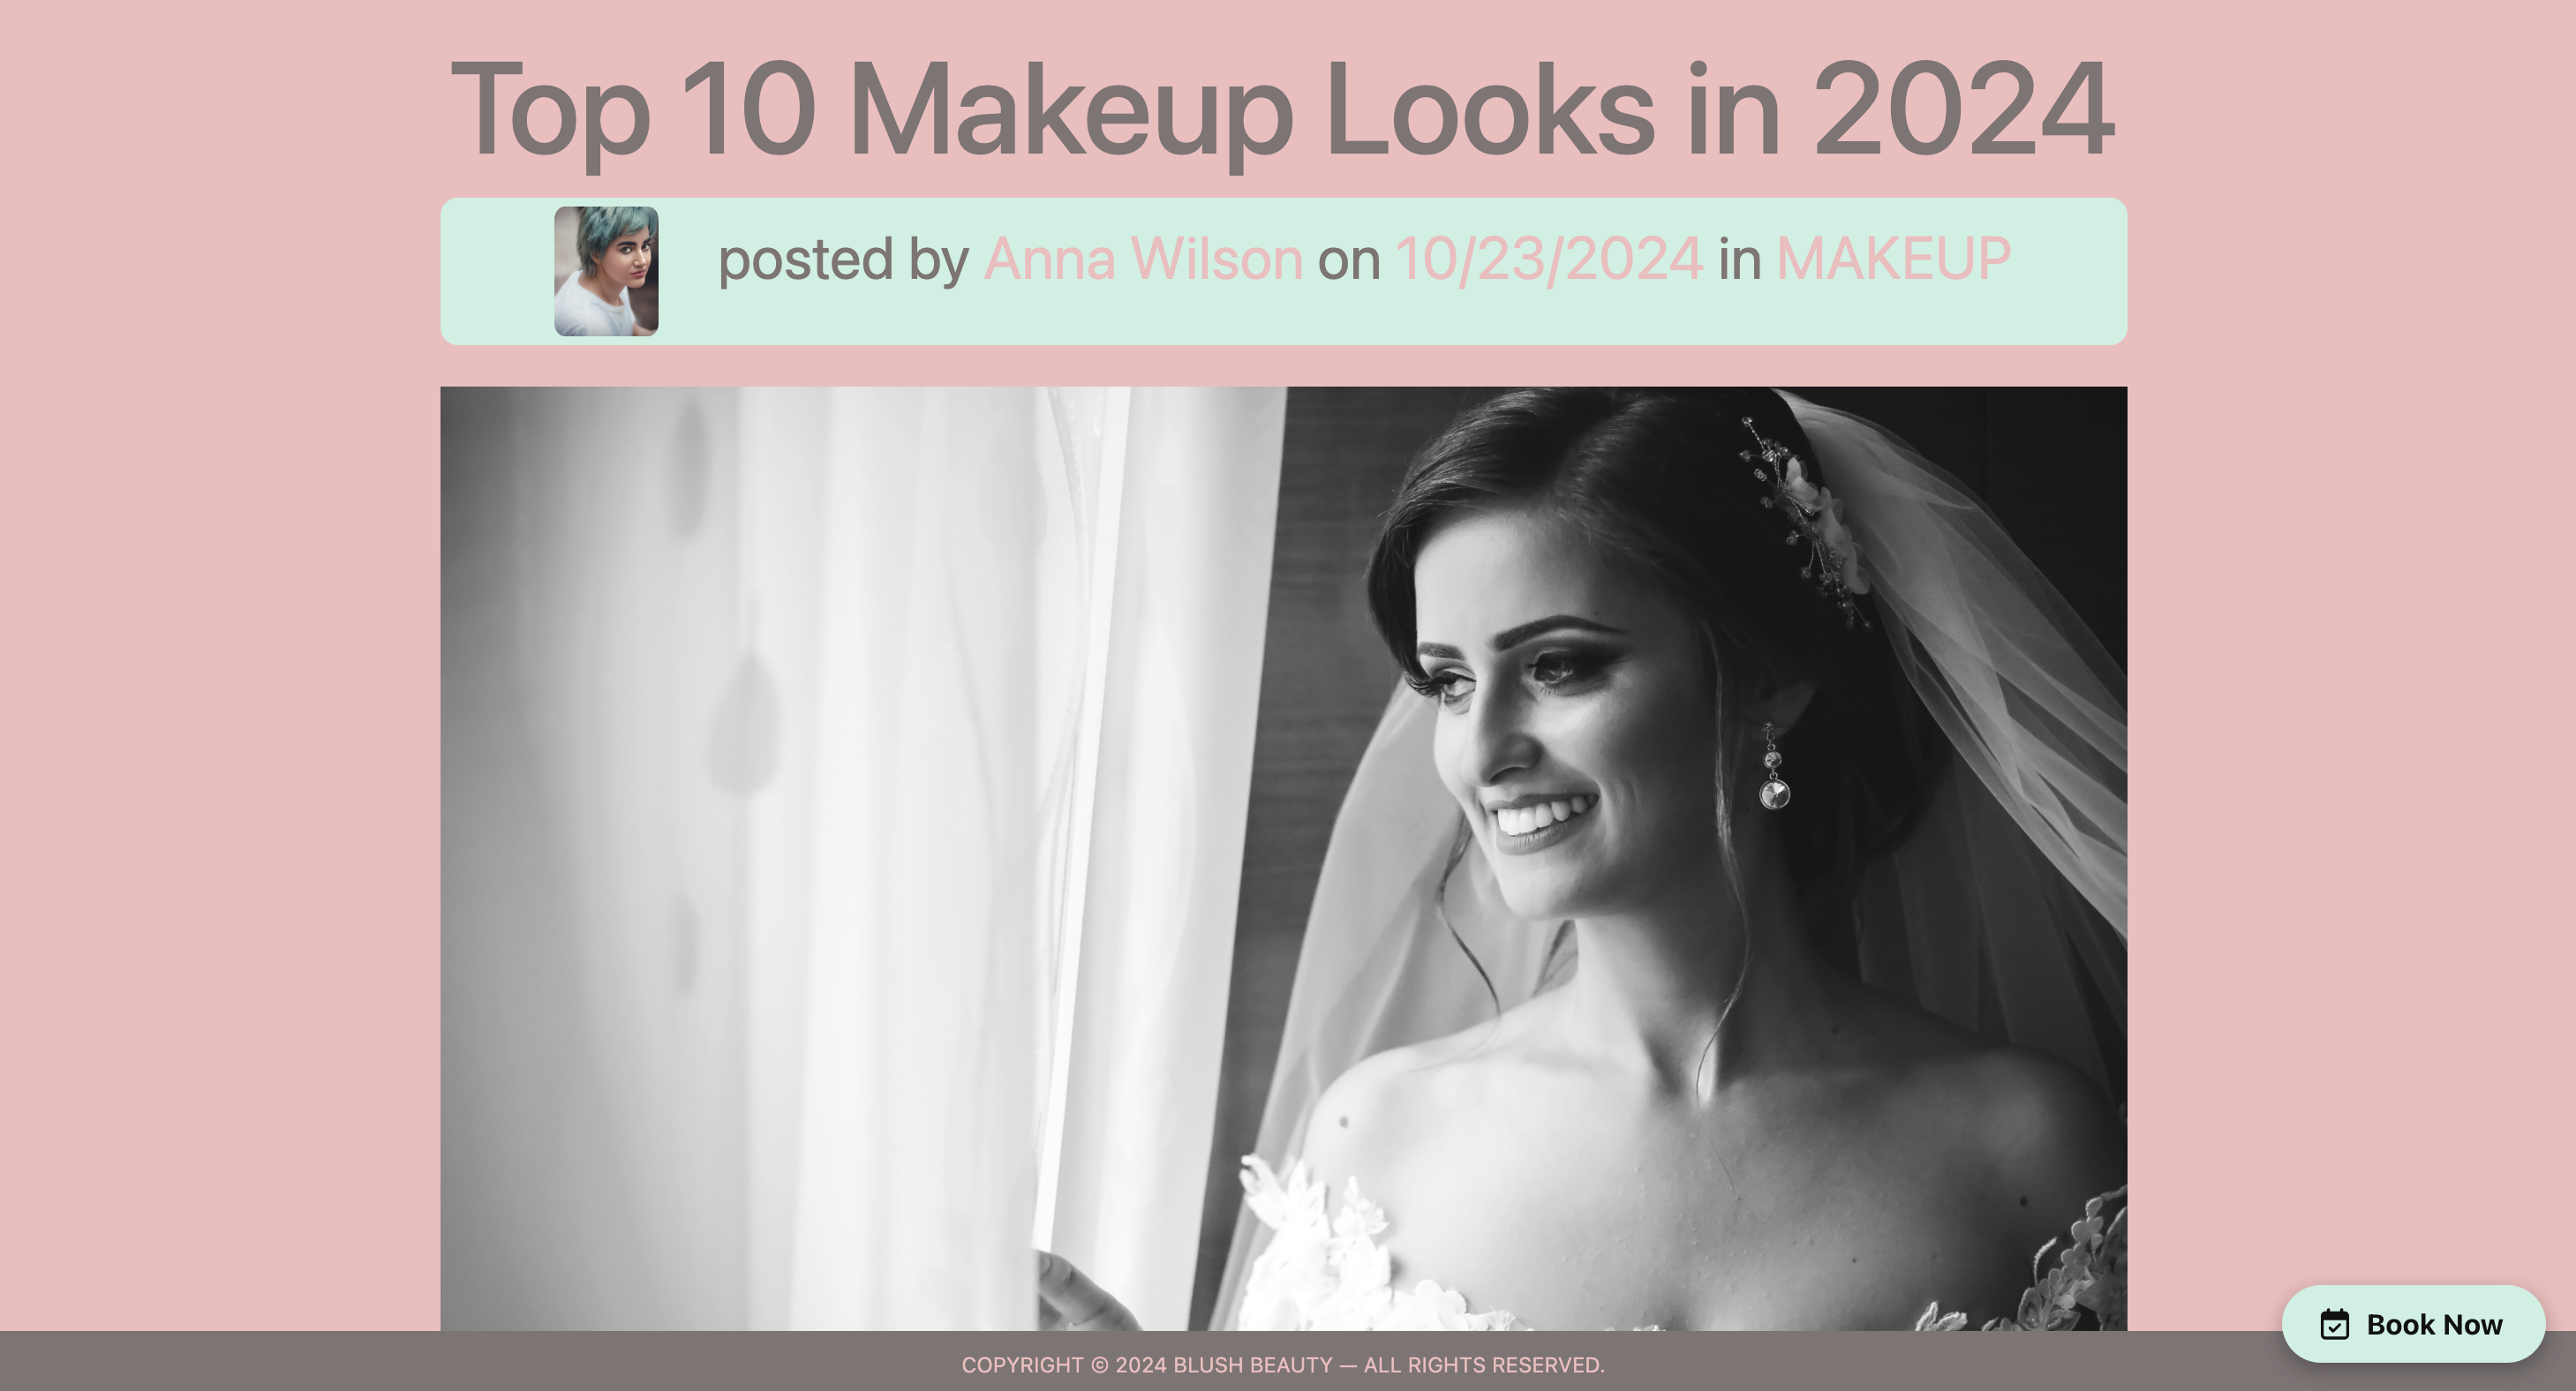 Top 10 Makeup Looks in 2024
posted by Anna Wilson on 10/23/2024 in MAKEUP
Book Now
COPYRIGHT © 2024 BLUSH BEAUTY — ALL RIGHTS RESERVED.